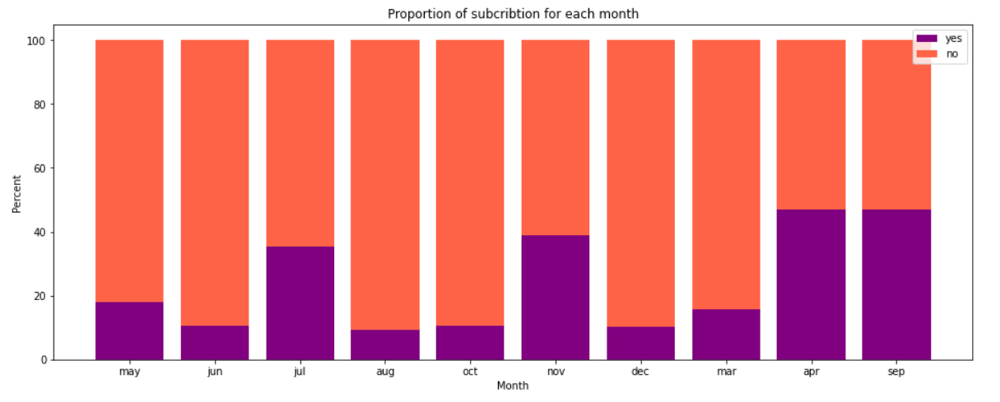 Proportion of subcribtion for each month
yes
no
100
80
60
40
20
0
Percent
may jun jul aug oct nov dec mar apr sep
Month